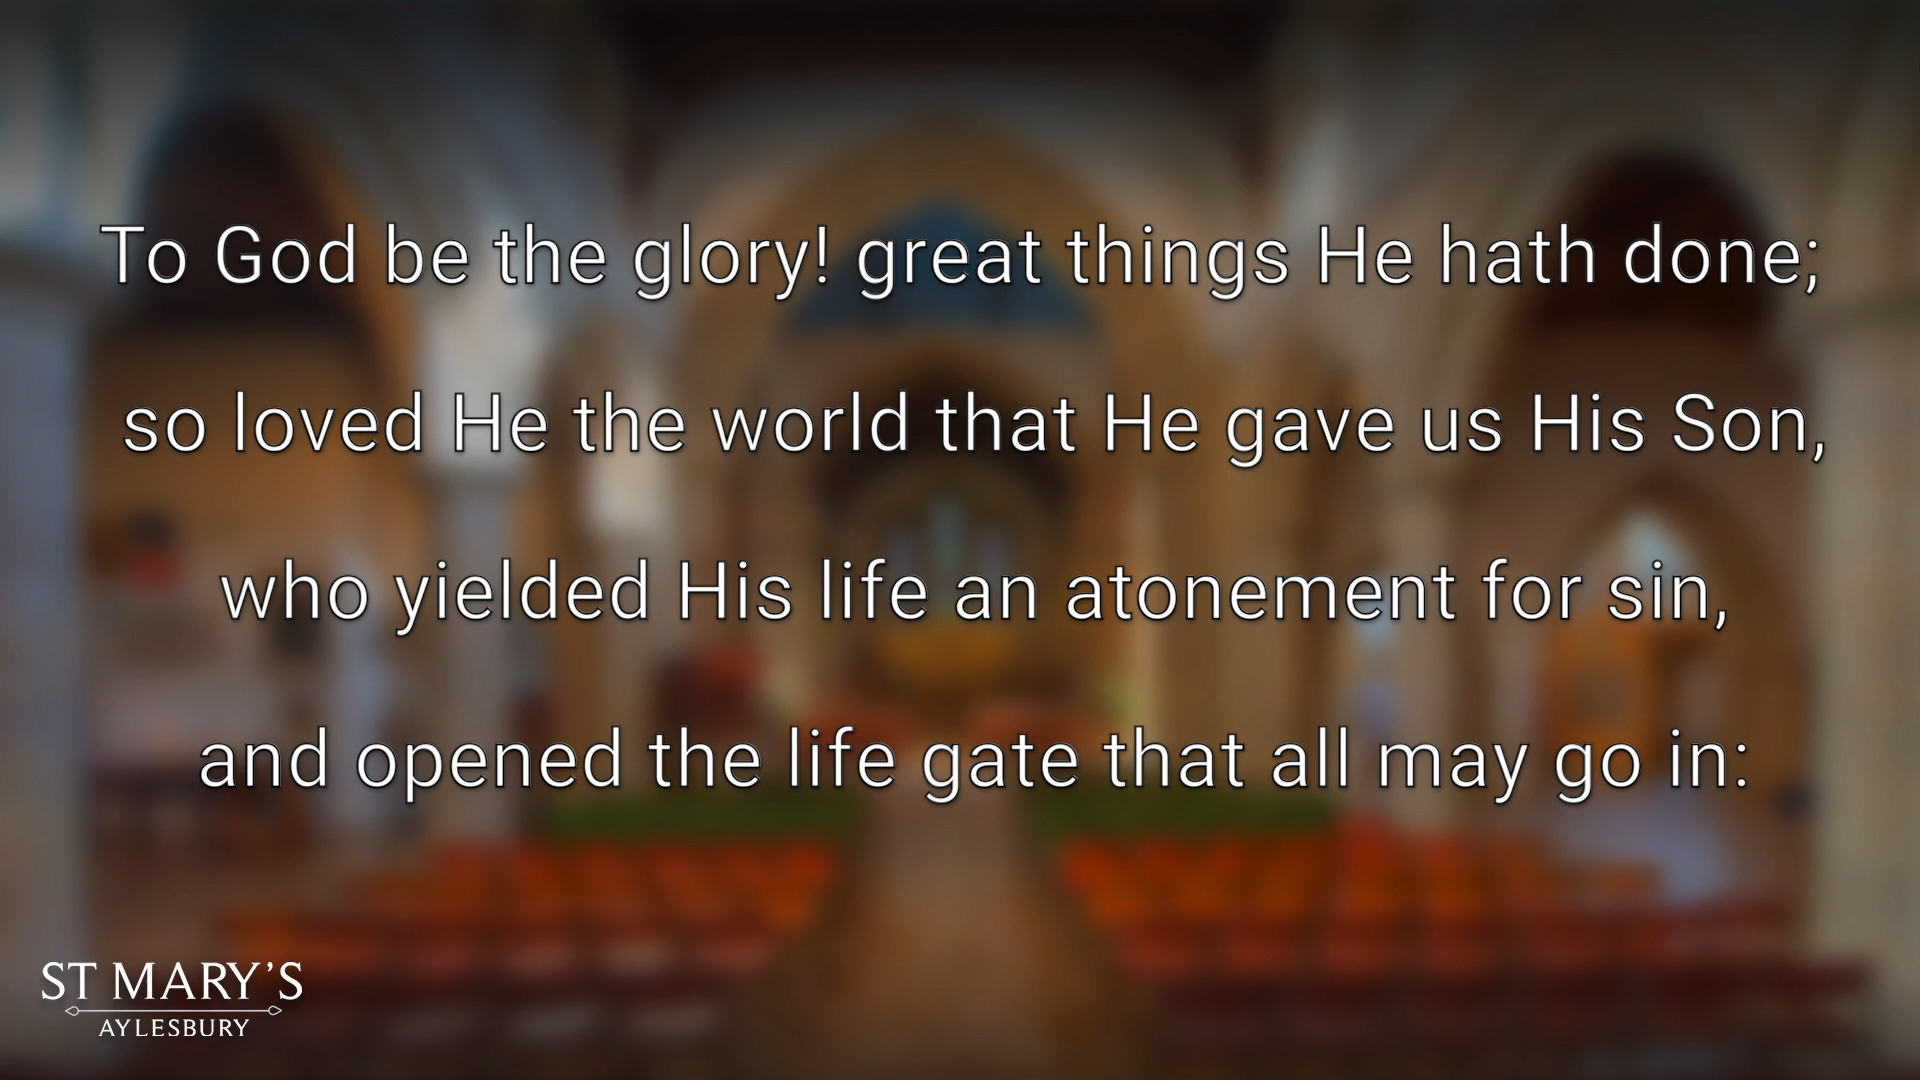 To God be the glory! great things He hath done;
so loved He the world that He gave us His Son,
who yielded His life an atonement for sin,
and opened the life gate that all may go in:
ST MARY'S
AYLESBURY